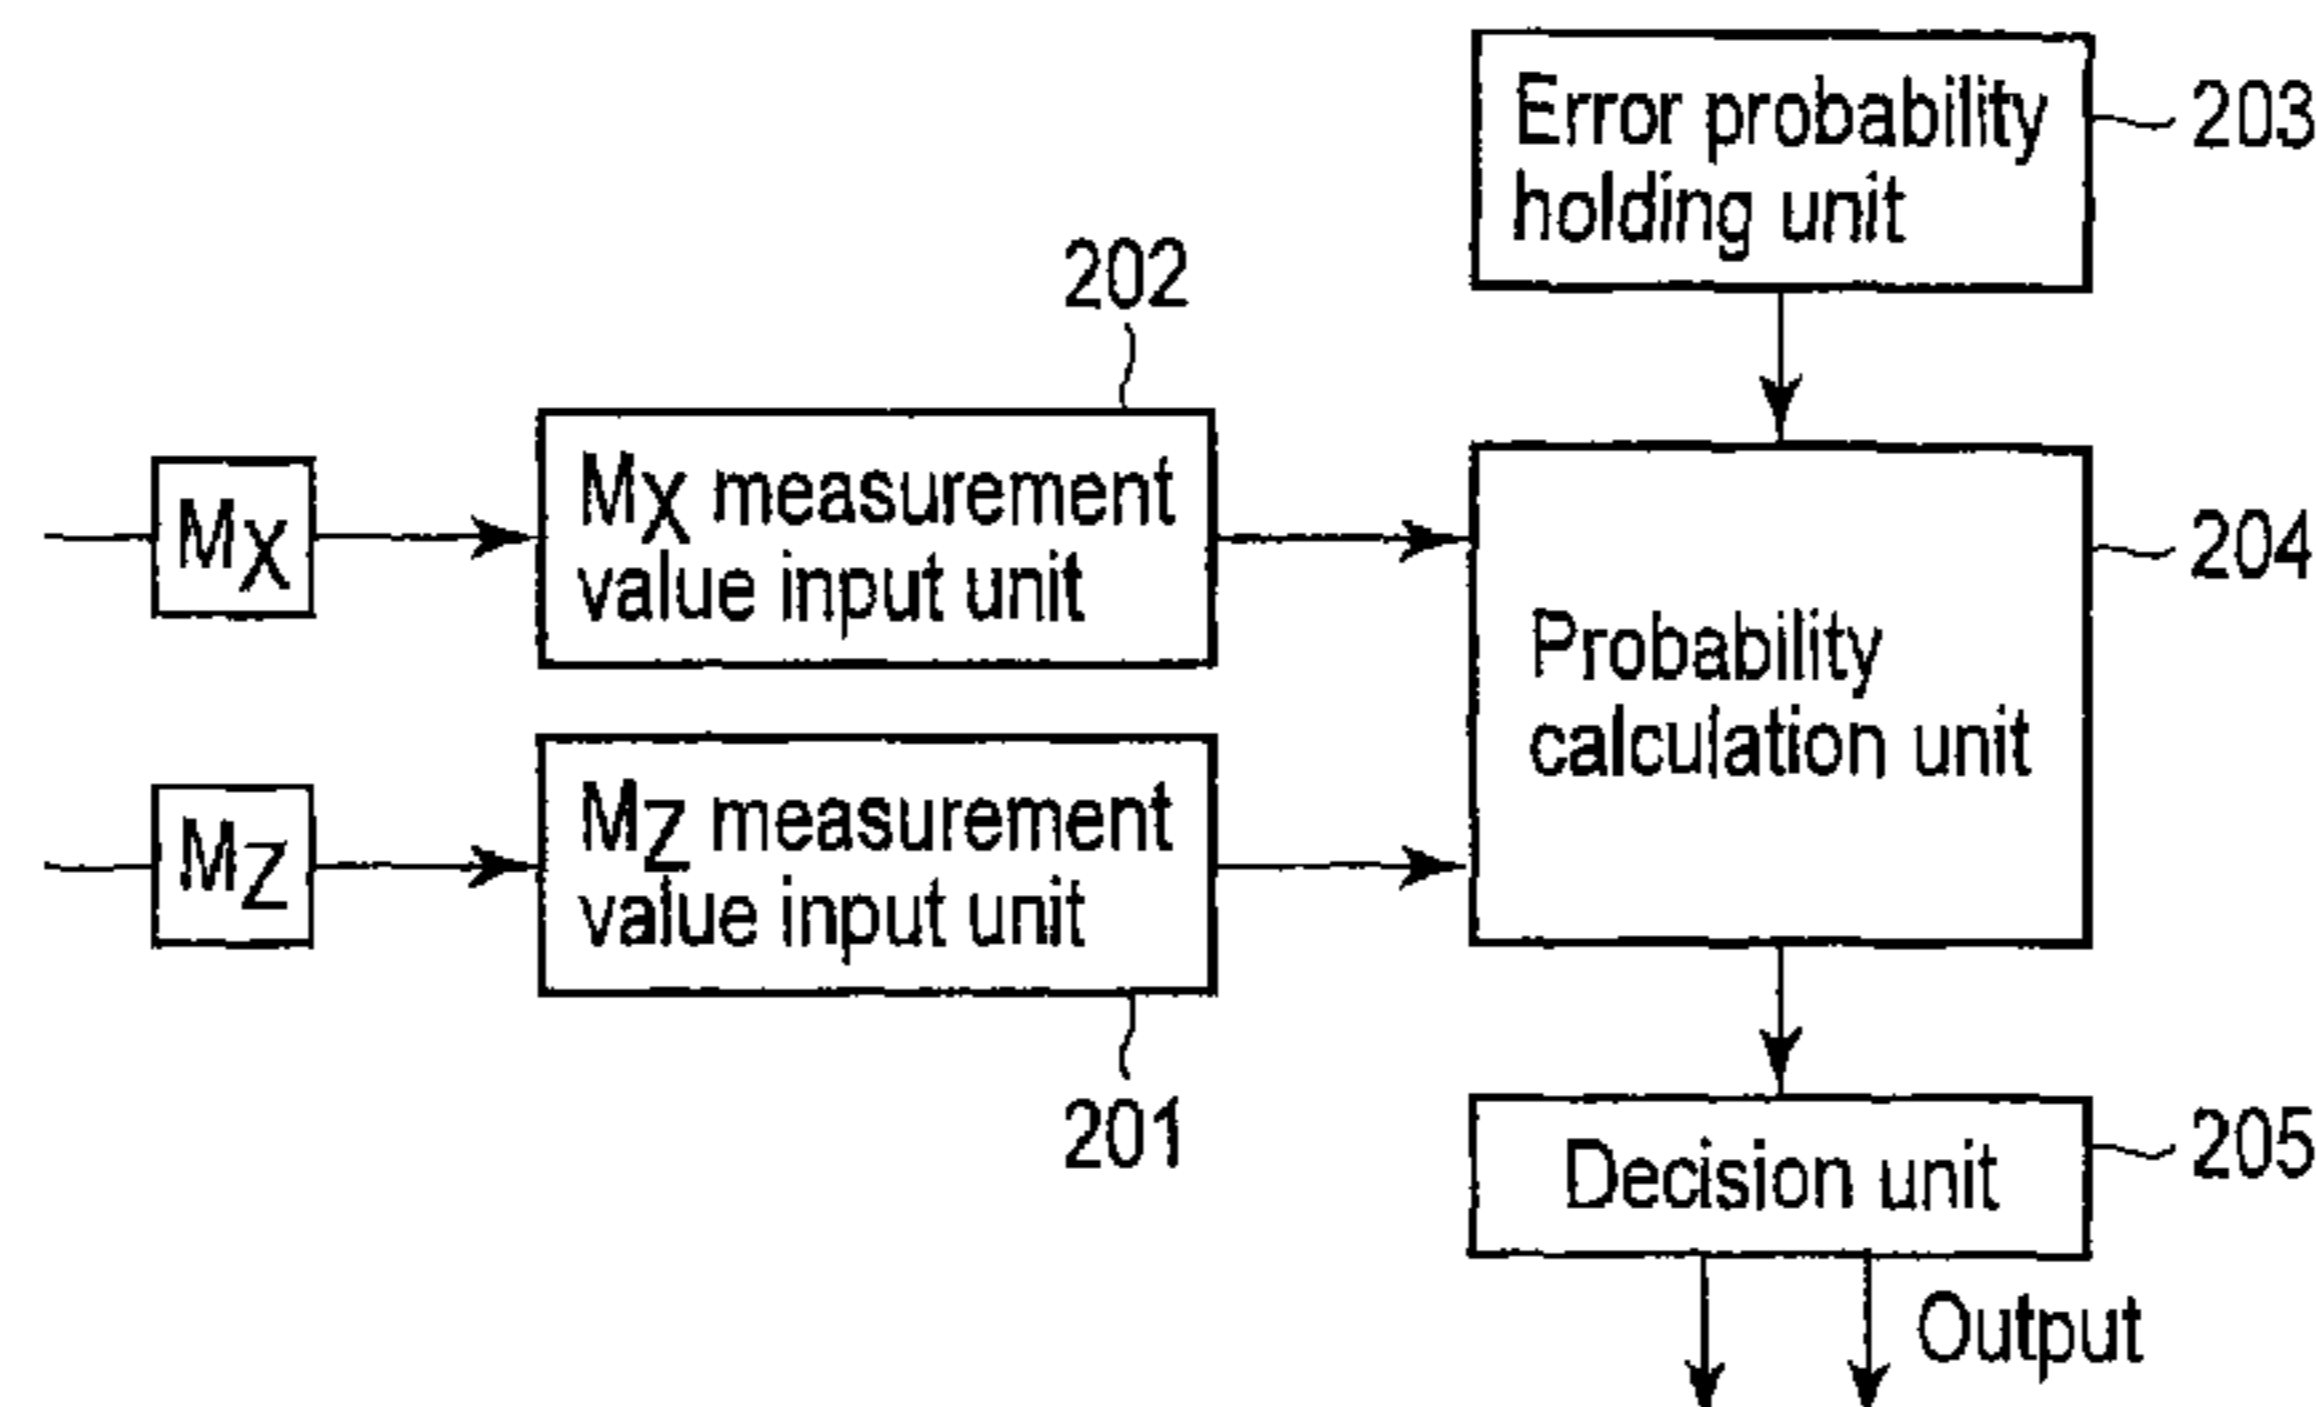 Error probability
holding unit
203
202
MX
MX measurement
value input unit
Probability
calculation unit
204
MZ
MZ measurement
value input unit
201
Decision unit
205
Output